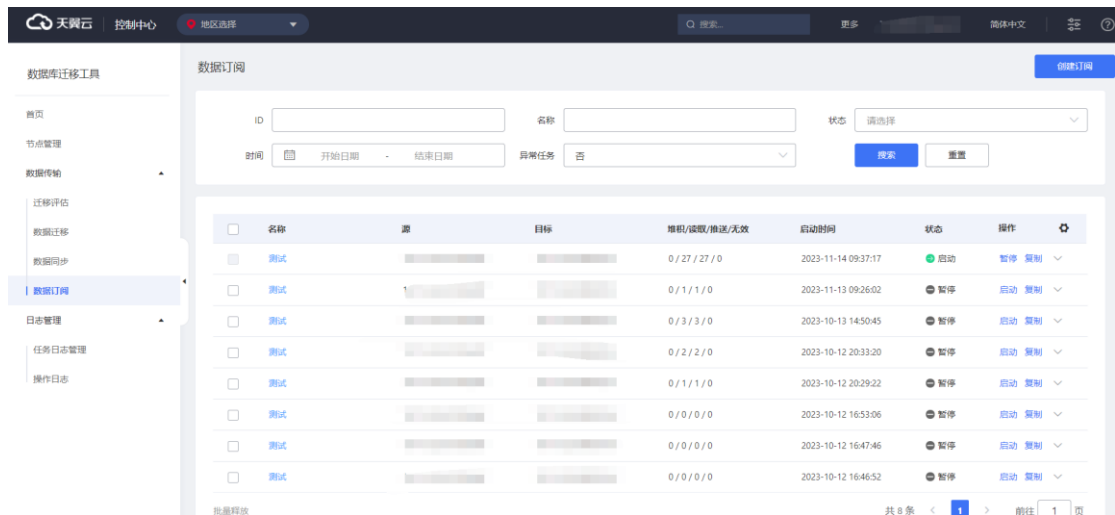 天翼云 控制中心 地区选择 搜索... 更多 简体中文
数据库迁移工具
首页
节点管理
数据传输
迁移评估
数据迁移
数据同步
数据订阅
日志管理
任务日志管理
操作日志
数据订阅 创建订阅
ID 名称 状态 请选择
时间 开始日期 - 结束日期 异常任务 否 搜索 重置
名称 源 目标 堆积/读取/推送/无效 启动时间 状态 操作
测试 0 / 27 / 27 / 0 2023-11-14 09:37:17 启动 暂停 复制
测试 0 / 1 / 1 / 0 2023-11-13 09:26:02 暂停 启动 复制
测试 0 / 3 / 3 / 0 2023-10-13 14:50:45 暂停 启动 复制
测试 0 / 2 / 2 / 0 2023-10-12 20:33:20 暂停 启动 复制
测试 0 / 1 / 1 / 0 2023-10-12 20:29:22 暂停 启动 复制
测试 0 / 0 / 0 / 0 2023-10-12 16:53:06 暂停 启动 复制
测试 0 / 0 / 0 / 0 2023-10-12 16:47:46 暂停 启动 复制
测试 0 / 0 / 0 / 0 2023-10-12 16:46:52 暂停 启动 复制
批量释放 共 8 条 1 前往 1 页